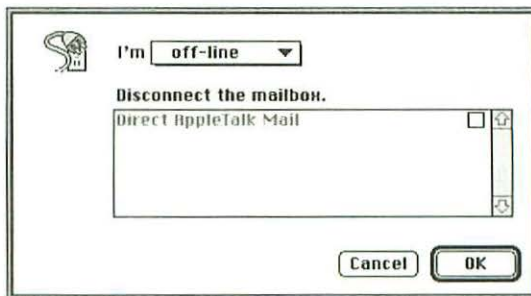 I'm off-line
Disconnect the mailbox.
Direct AppleTalk Mail
Cancel OK